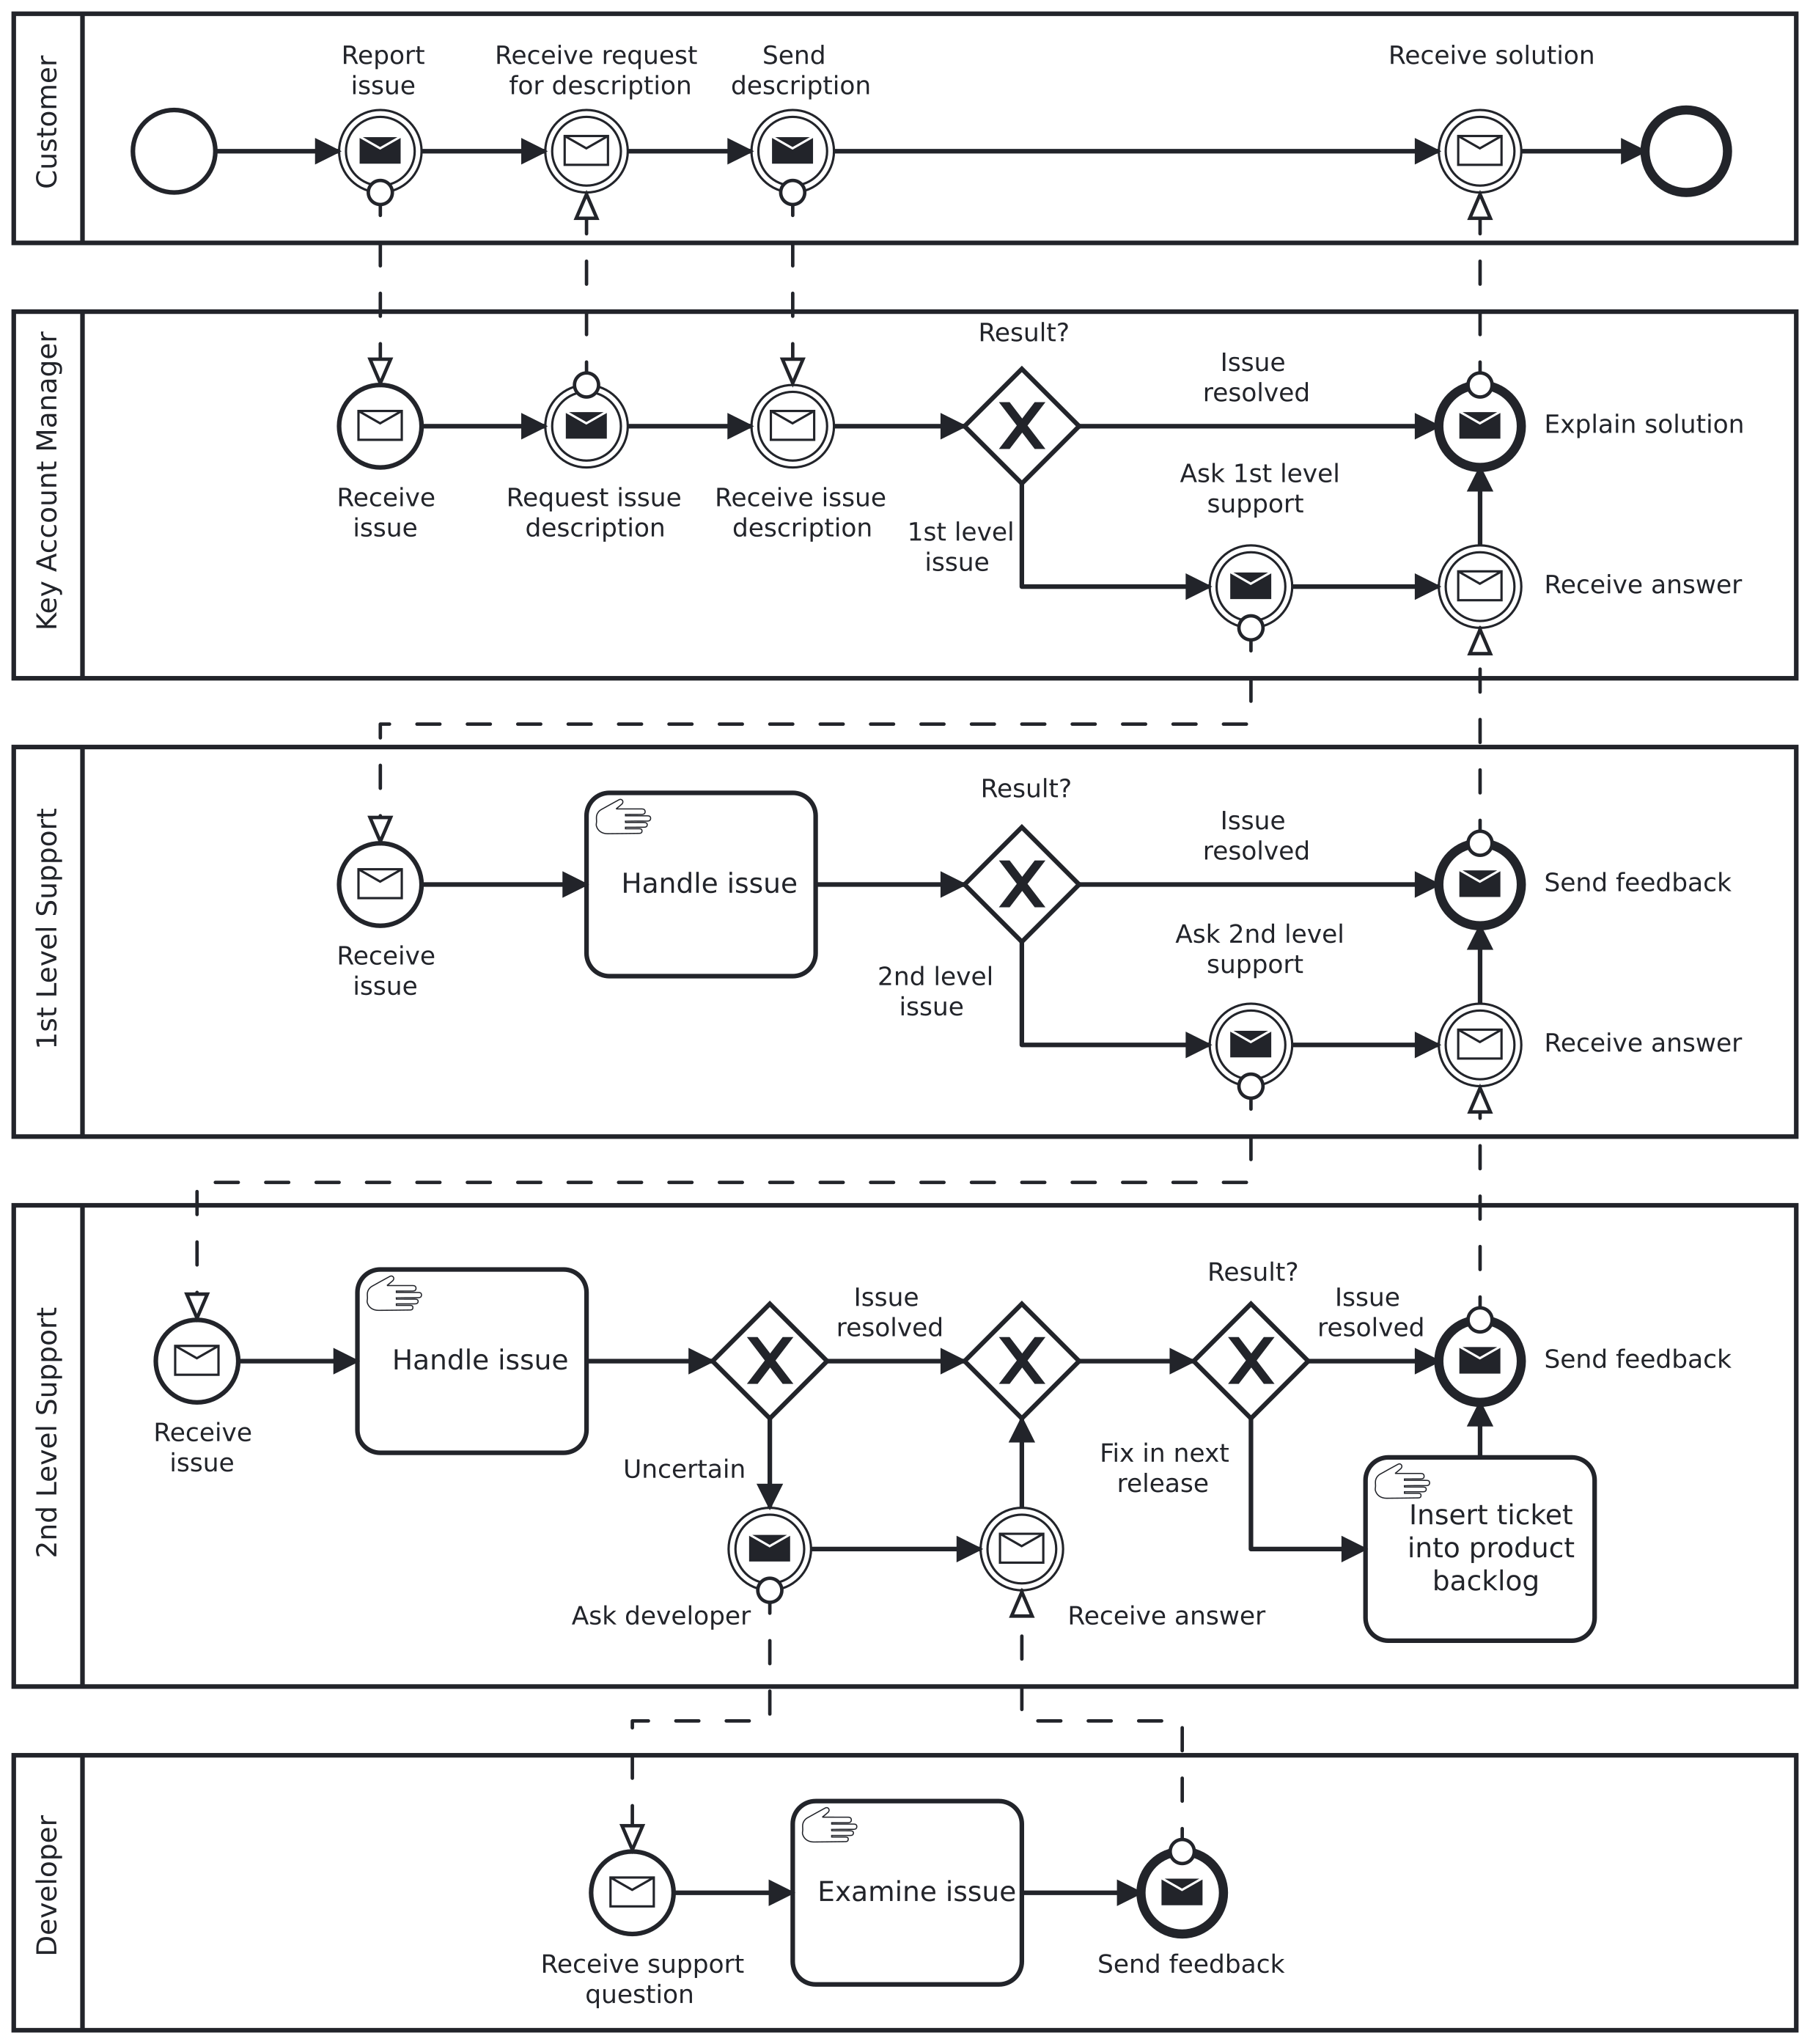 Customer
Report
issue
Receive request
for description
Send
description
Receive solution
Key Account Manager
Result?
Issue
resolved
Explain solution
Ask 1st level
support
Receive
issue
Request issue
description
Receive issue
description
1st level
issue
Receive answer
1st Level Support
Result?
Issue
resolved
Handle issue
Send feedback
Ask 2nd level
support
Receive
issue
2nd level
issue
Receive answer
2nd Level Support
Result?
Issue
resolved
Issue
resolved
Handle issue
Send feedback
Receive
issue
Uncertain
Fix in next
release
Insert ticket
into product
backlog
Ask developer
Receive answer
Developer
Examine issue
Receive support
question
Send feedback